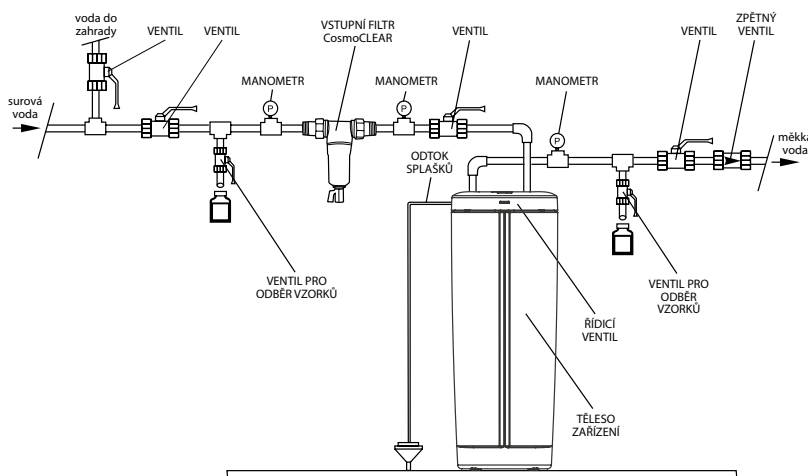 voda do
zahrady
VENTIL
VENTIL
VSTUPNÍ FILTR
CosmoCLEAR
VENTIL
VENTIL
ZPĚTNÝ
VENTIL
MANOMETR
MANOMETR
MANOMETR
surová
voda
P
P
P
měkká
voda
ODTOK
SPLAŠKŮ
VENTIL PRO
ODBĚR VZORKŮ
VENTIL PRO
ODBĚR
VZORKŮ
ŘÍDICÍ
VENTIL
TĚLESO
ZAŘÍZENÍ